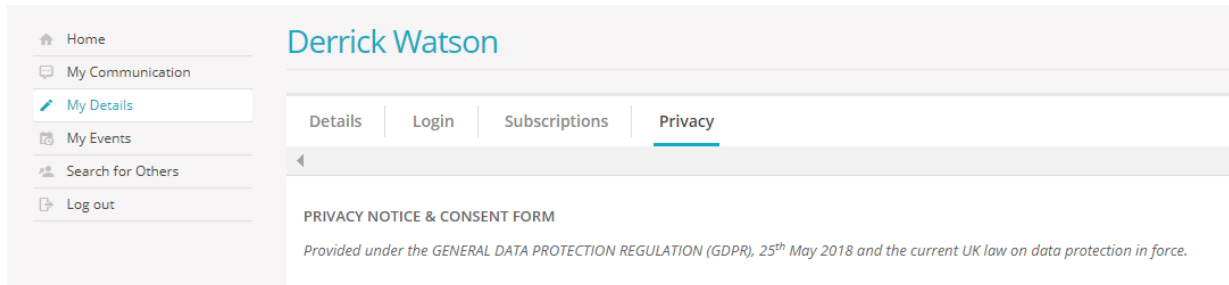 Home
My Communication
My Details
My Events
Search for Others
Log out
Derrick Watson
Details Login Subscriptions Privacy
PRIVACY NOTICE & CONSENT FORM
Provided under the GENERAL DATA PROTECTION REGULATION (GDPR), 25th May 2018 and the current UK law on data protection in force.